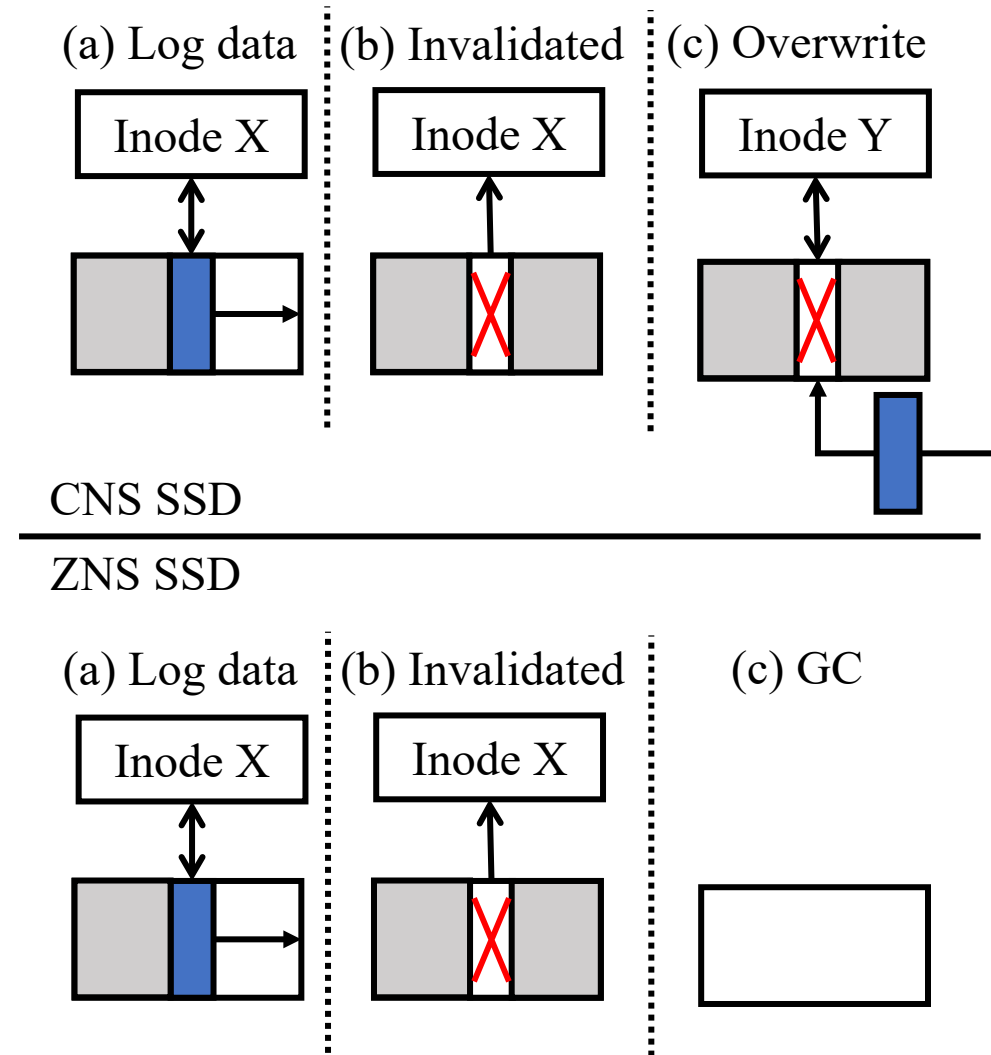 (a) Log data
(b) Invalidated
(c) Overwrite
Inode X
Inode X
Inode Y
CNS SSD
ZNS SSD
(a) Log data
(b) Invalidated
(c) GC
Inode X
Inode X